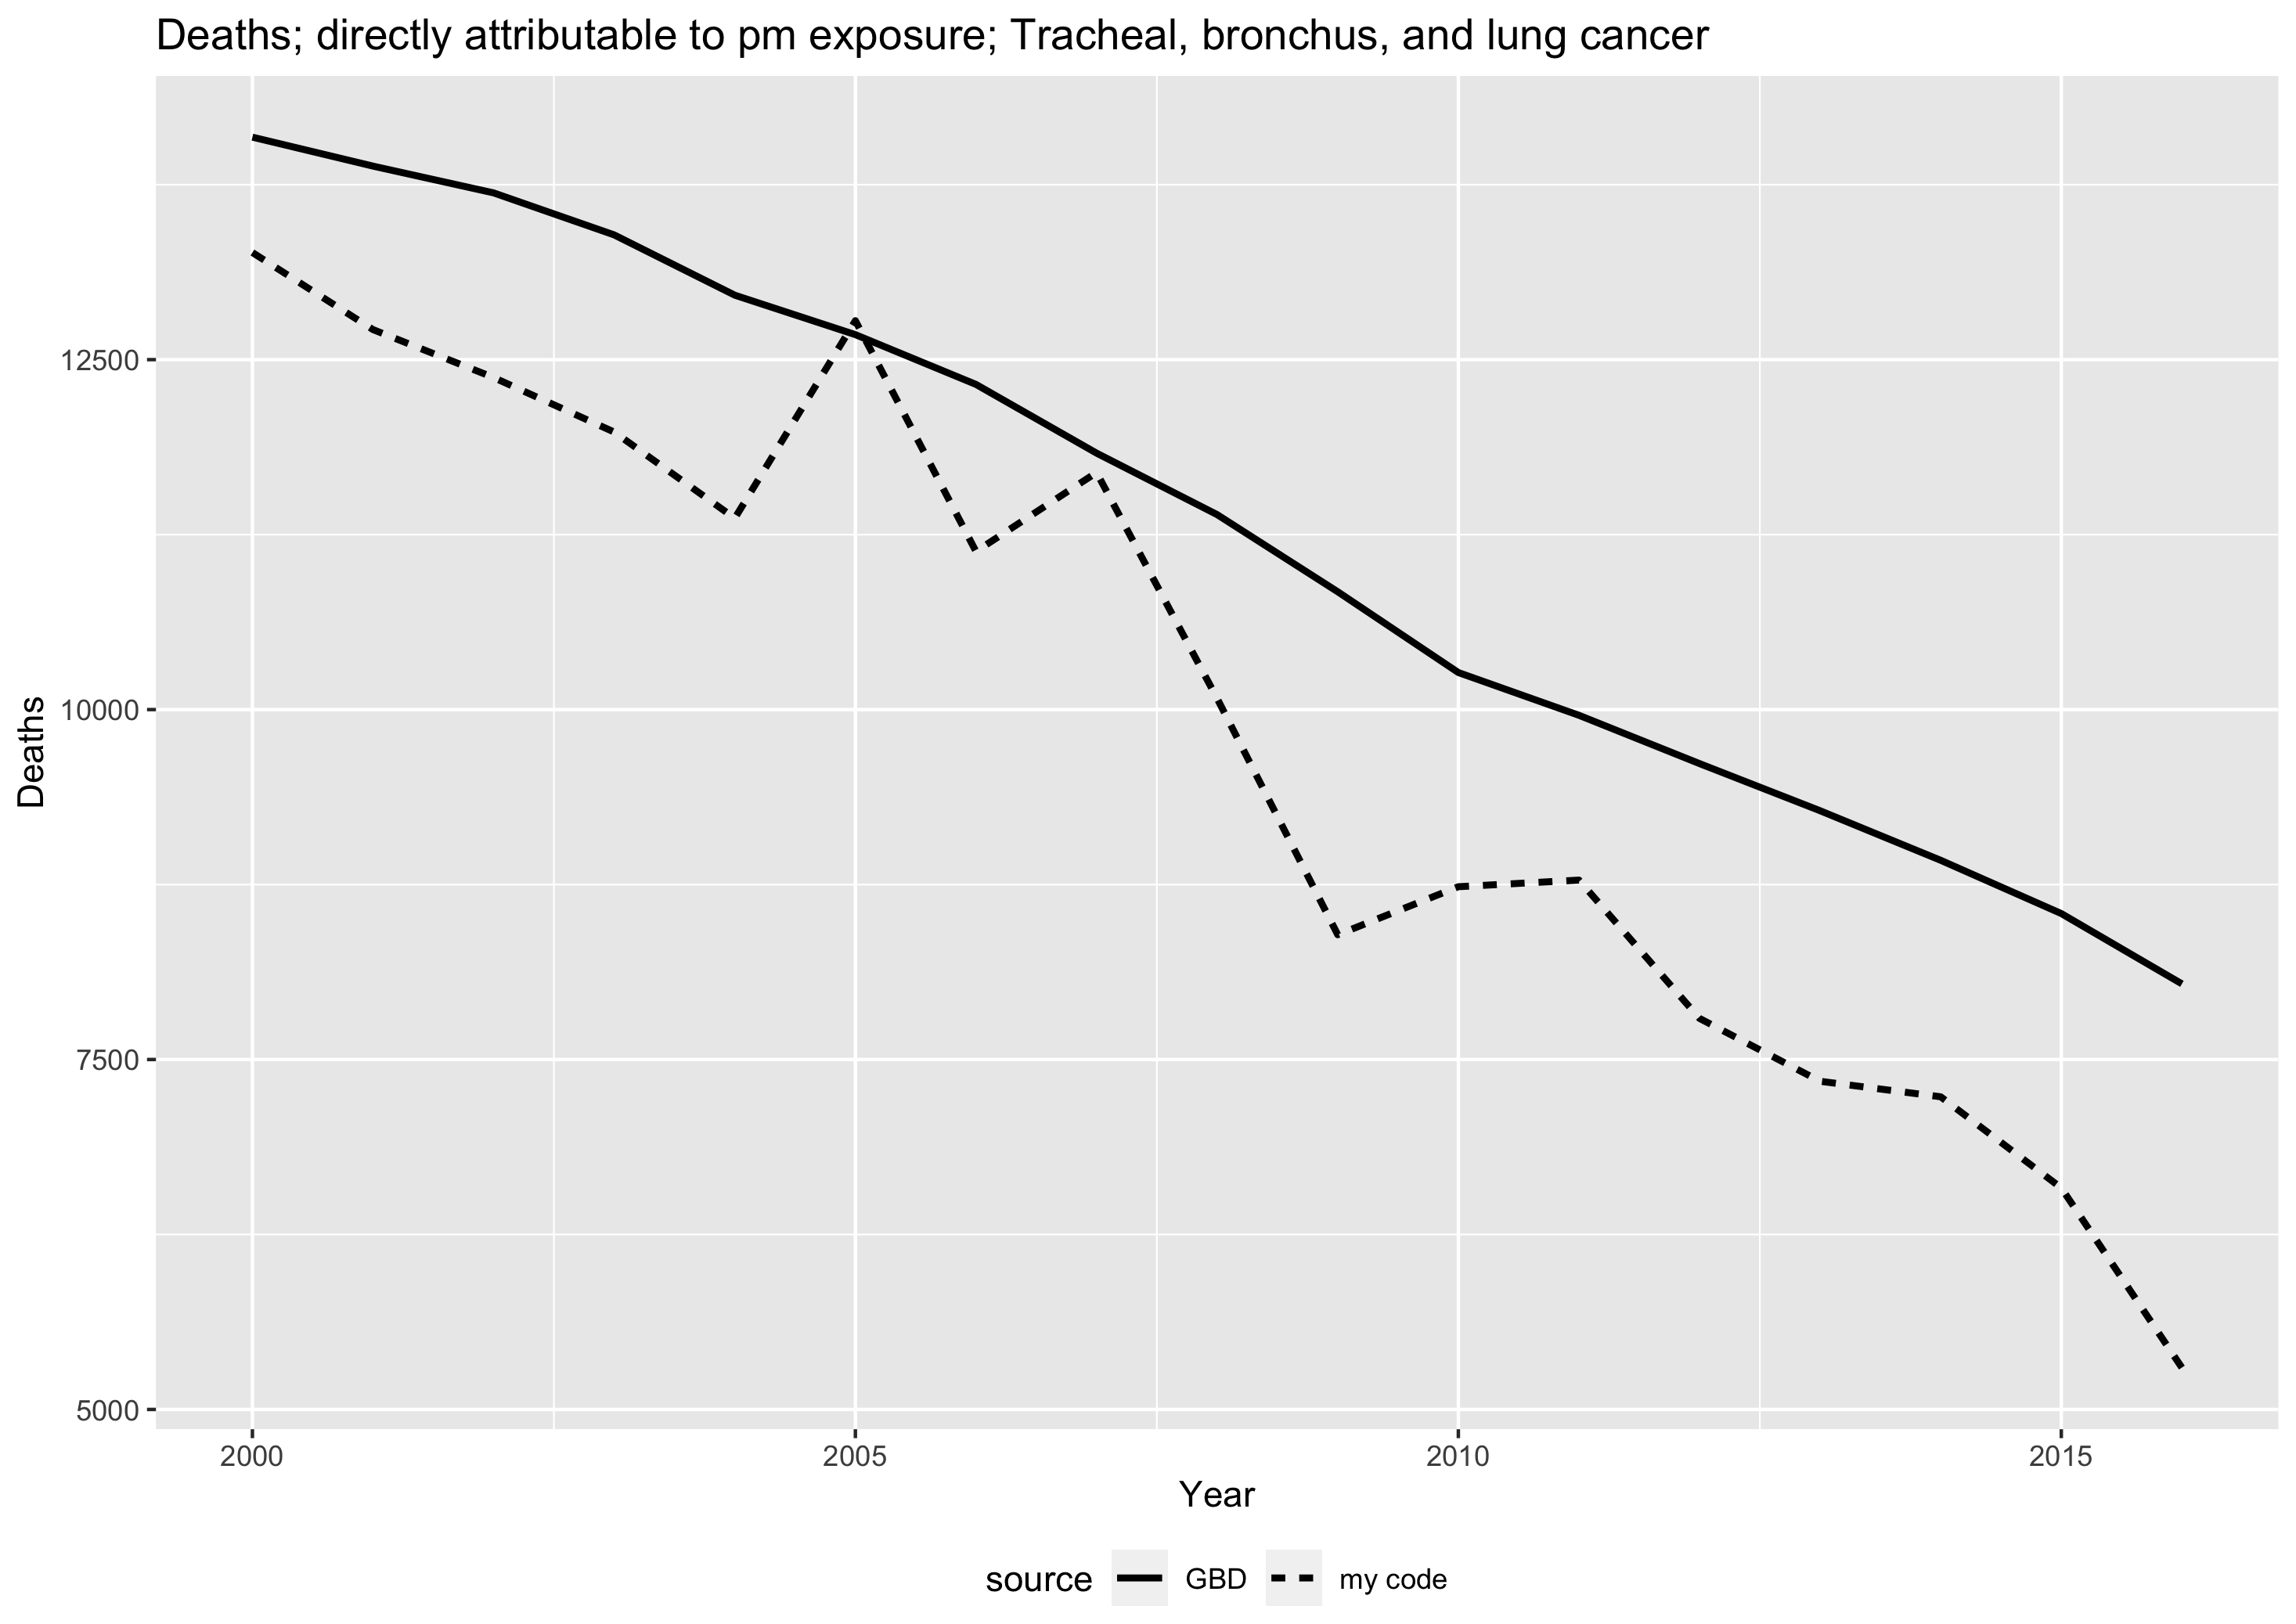 Deaths; directly attributable to pm exposure; Tracheal, bronchus, and lung cancer
Deaths
12500
10000
7500
5000
2000 2005 2010 2015
Year
source GBD my code